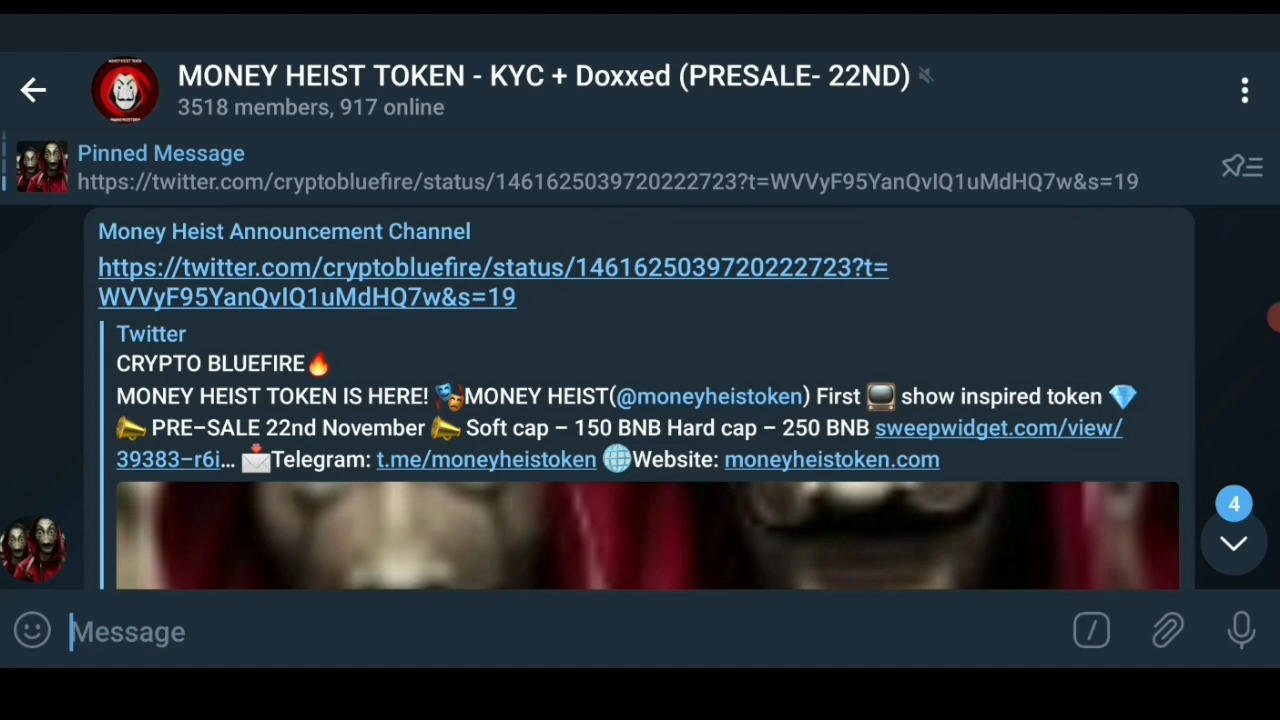 MONEY HEIST TOKEN - KYC + Doxxed (PRESALE- 22ND)
3518 members, 917 online
Pinned Message
https://twitter.com/cryptobluefire/status/1461625039720222723?t=WVVyF95YanQvIQ1uMdHQ7w&s=19
Money Heist Announcement Channel
https://twitter.com/cryptobluefire/status/1461625039720222723?t=
WVVyF95YanQvIQ1uMdHQ7w&s=19
Twitter
CRYPTO BLUEFIRE🔥
MONEY HEIST TOKEN IS HERE! 🎭MONEY HEIST(@moneyheistoken) First 📺 show inspired token 💎
📣 PRE–SALE 22nd November 📣 Soft cap – 150 BNB Hard cap – 250 BNB sweepwidget.com/view/
39383–r6i… 📩Telegram: t.me/moneyheistoken 🌐Website: moneyheistoken.com
4
Message